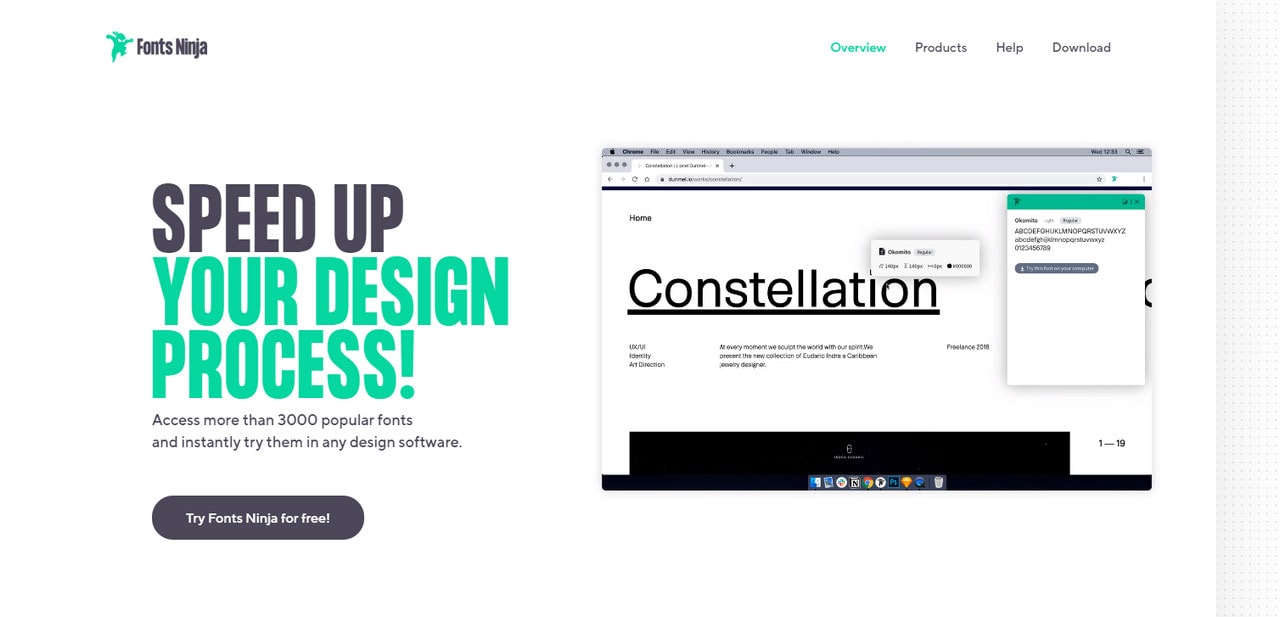 Fonts Ninja
Overview Products Help Download
SPEED UP
YOUR DESIGN
PROCESS!
Access more than 3000 popular fonts
and instantly try them in any design software.
Try Fonts Ninja for free!
Chrome File Edit View History Bookmarks People Tab Window Help Wed 12:33
dunmel.io/works/constellation/
Home
Okomito Regular
140px 140px 0px #000000
Constellation
UX/UI
Identity
Art Direction
At every moment we sculpt the world with our spirit.We
present the new collection of Eudaric Indra a Caribbean
jewelry designer.
Freelance 2018
Okomito Light Regular
ABCDEFGHIJKLMNOPQRSTUVWXYZ
abcdefghijklmnopqrstuvwxyz
0123456789
Try this font on your computer
1 — 19